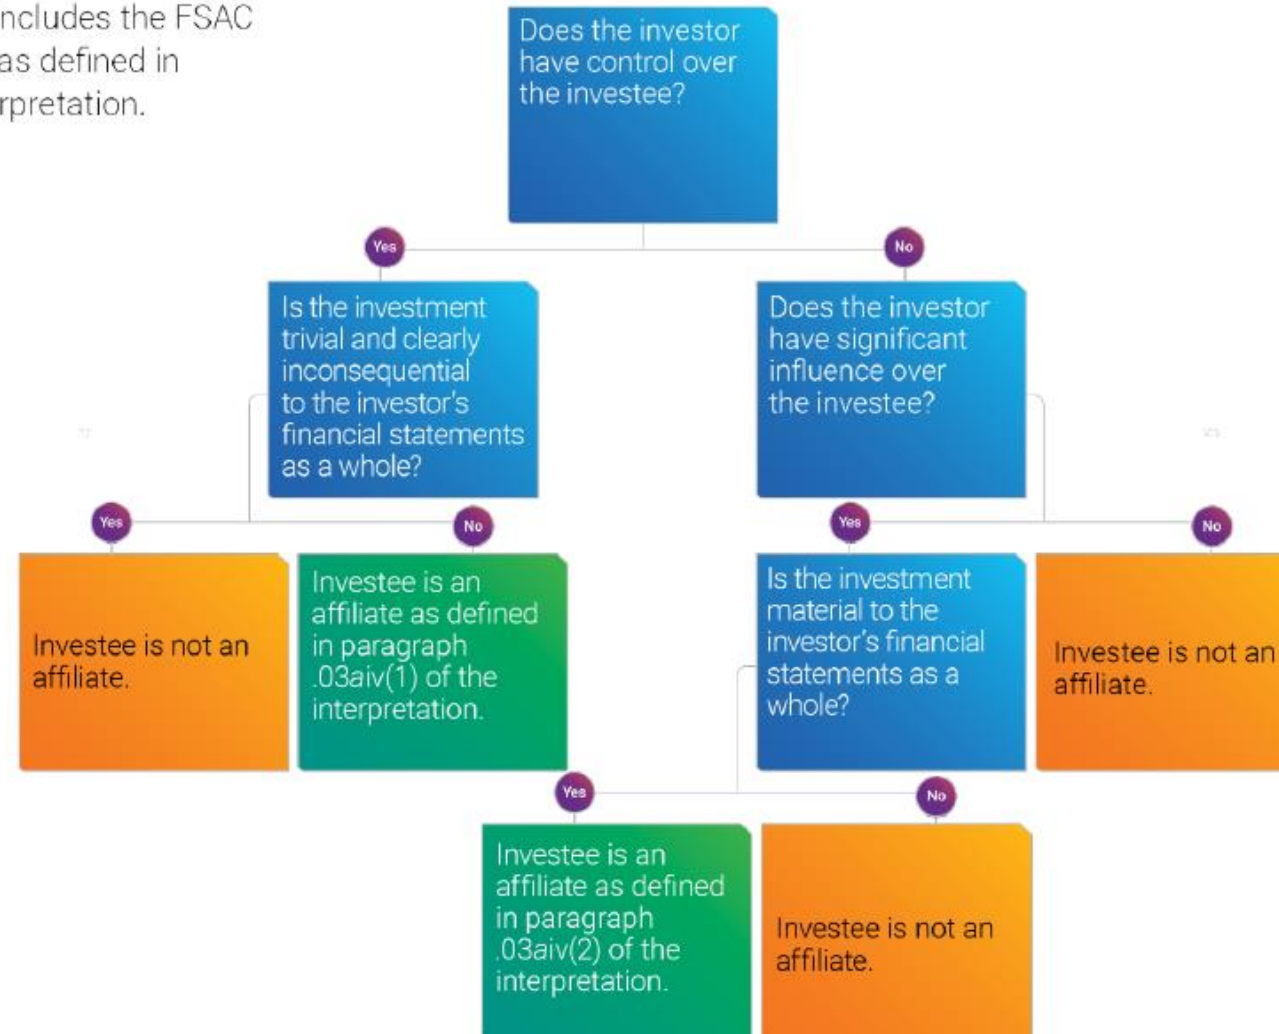 ncludes the FSAC
as defined in
rpretation.
Does the investor
have control over
the investee?
Yes
No
Is the investment
trivial and clearly
inconsequential
to the investor's
financial statements
as a whole?
Does the investor
have significant
influence over
the investee?
Yes
No
Yes
No
Investee is not an
affiliate.
Investee is an
affiliate as defined
in paragraph
.03aiv(1) of the
interpretation.
Is the investment
material to the
investor's financial
statements as a
whole?
Investee is not an
affiliate.
Yes
No
Investee is an
affiliate as defined
in paragraph
.03aiv(2) of the
interpretation.
Investee is not an
affiliate.